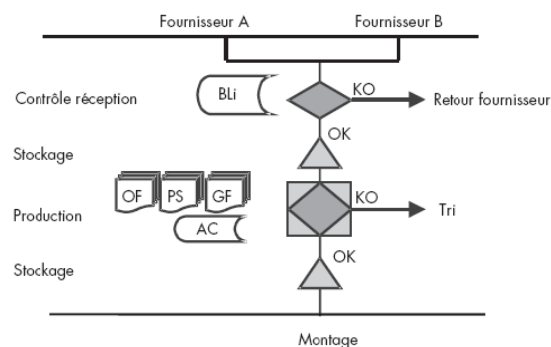 Fournisseur A Fournisseur B
BLi
KO
Contrôle réception Retour fournisseur
OK
Stockage
OF PS GF
KO
Production Tri
AC
OK
Stockage
Montage